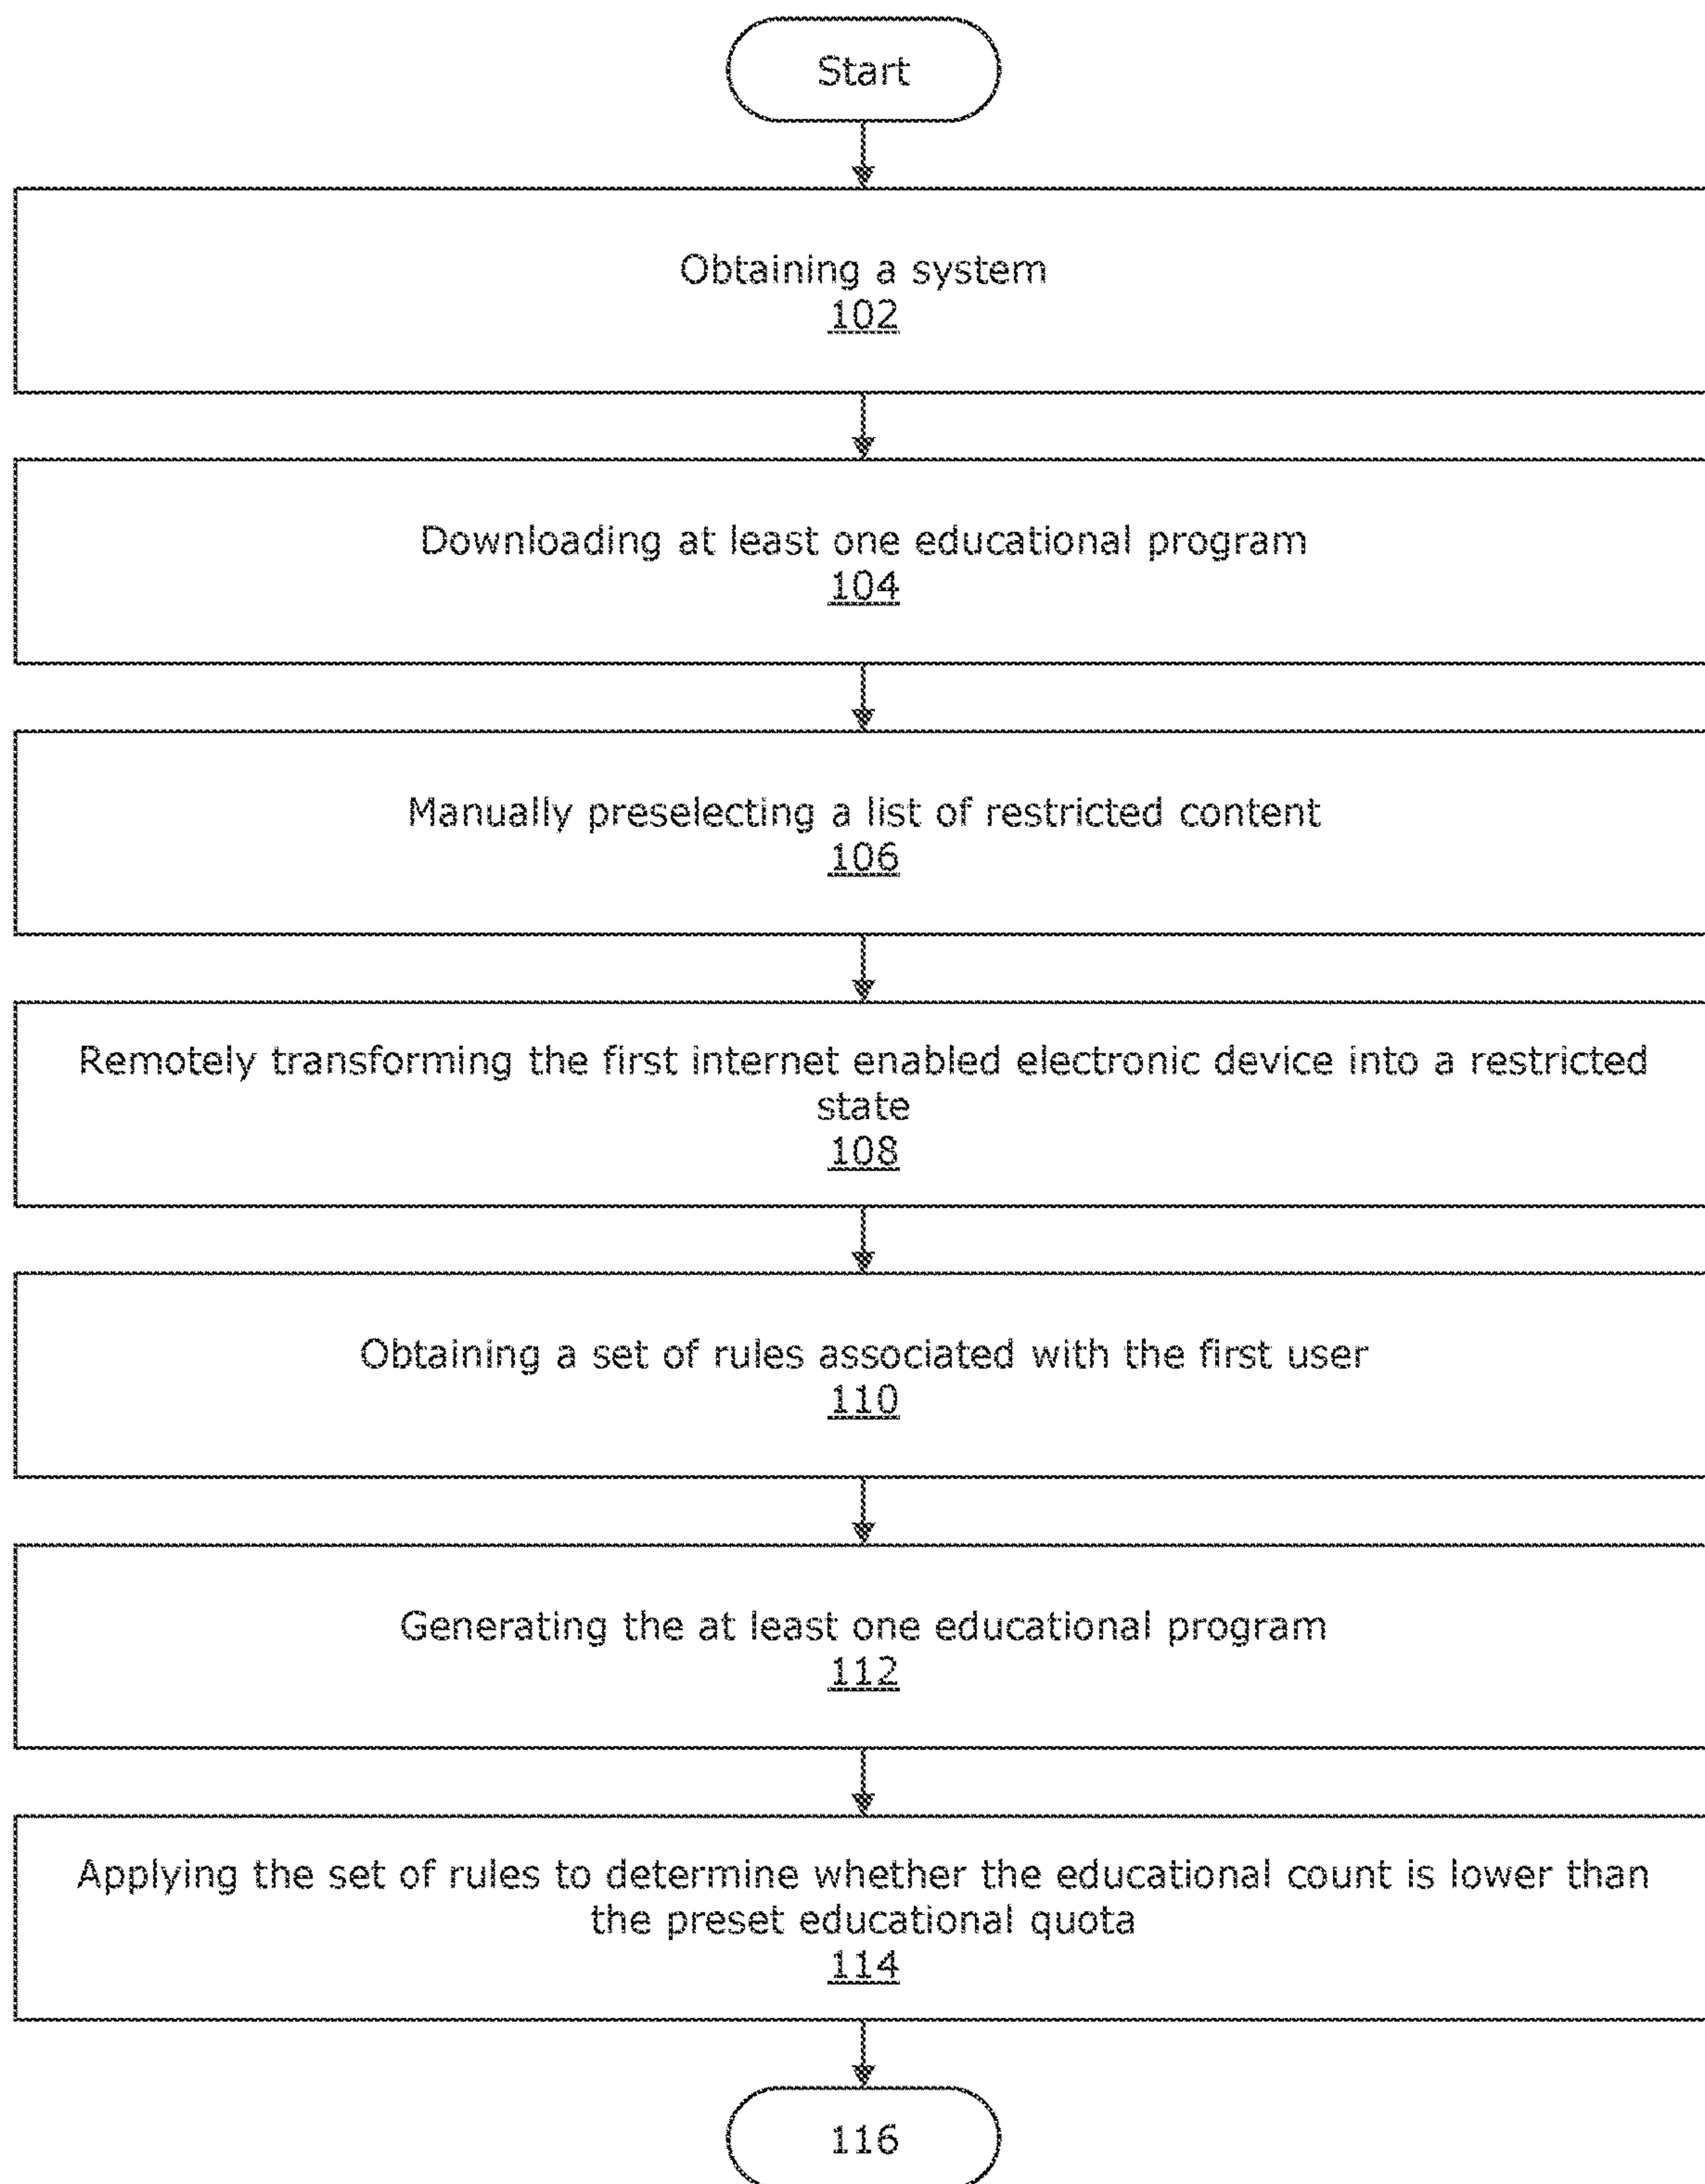 Start
Obtaining a system
102
Downloading at least one educational program
104
Manually preselecting a list of restricted content
106
Remotely transforming the first internet enabled electronic device into a restricted
state
108
Obtaining a set of rules associated with the first user
110
Generating the at least one educational program
112
Applying the set of rules to determine whether the educational count is lower than
the preset educational quota
114
116